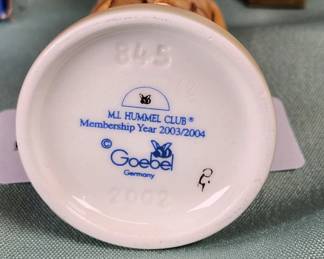 845
M.I. HUMMEL CLUB®
Membership Year 2003/2004
© Goebel
Germany
2002